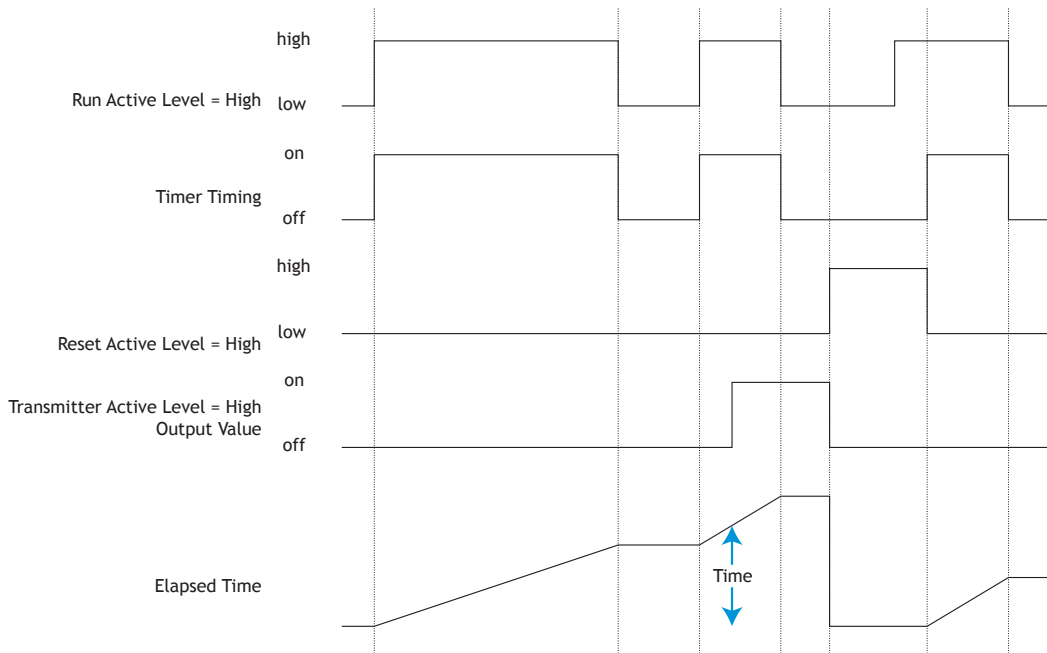 high
Run Active Level = High
low
on
Timer Timing
off
high
low
Reset Active Level = High
on
Transmitter Active Level = High
Output Value
off
Time
Elapsed Time